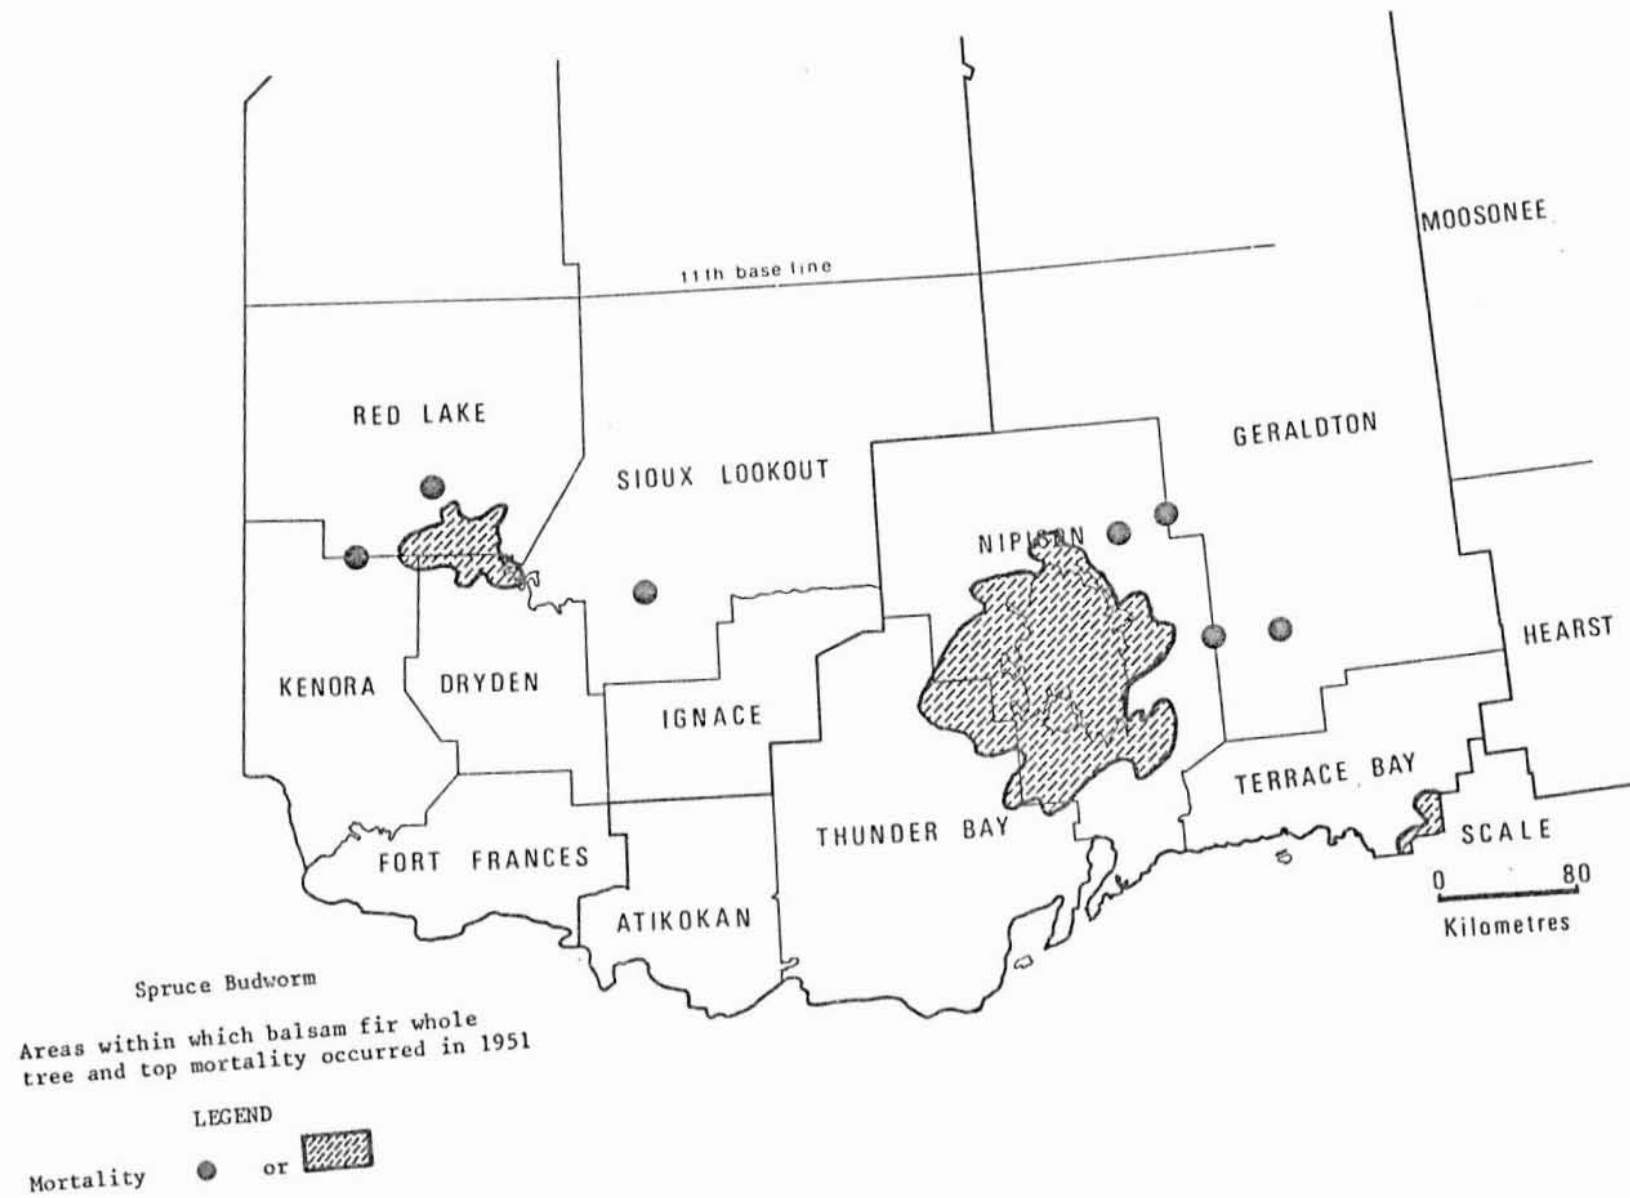 11th base line
MOOSONEE
RED LAKE
SIOUX LOOKOUT
GERALDTON
NIPIGON
HEARST
KENORA
DRYDEN
IGNACE
TERRACE BAY
THUNDER BAY
FORT FRANCES
ATIKOKAN
SCALE
0 80
Kilometres
Spruce Budworm
Areas within which balsam fir whole
tree and top mortality occurred in 1951
LEGEND
Mortality or